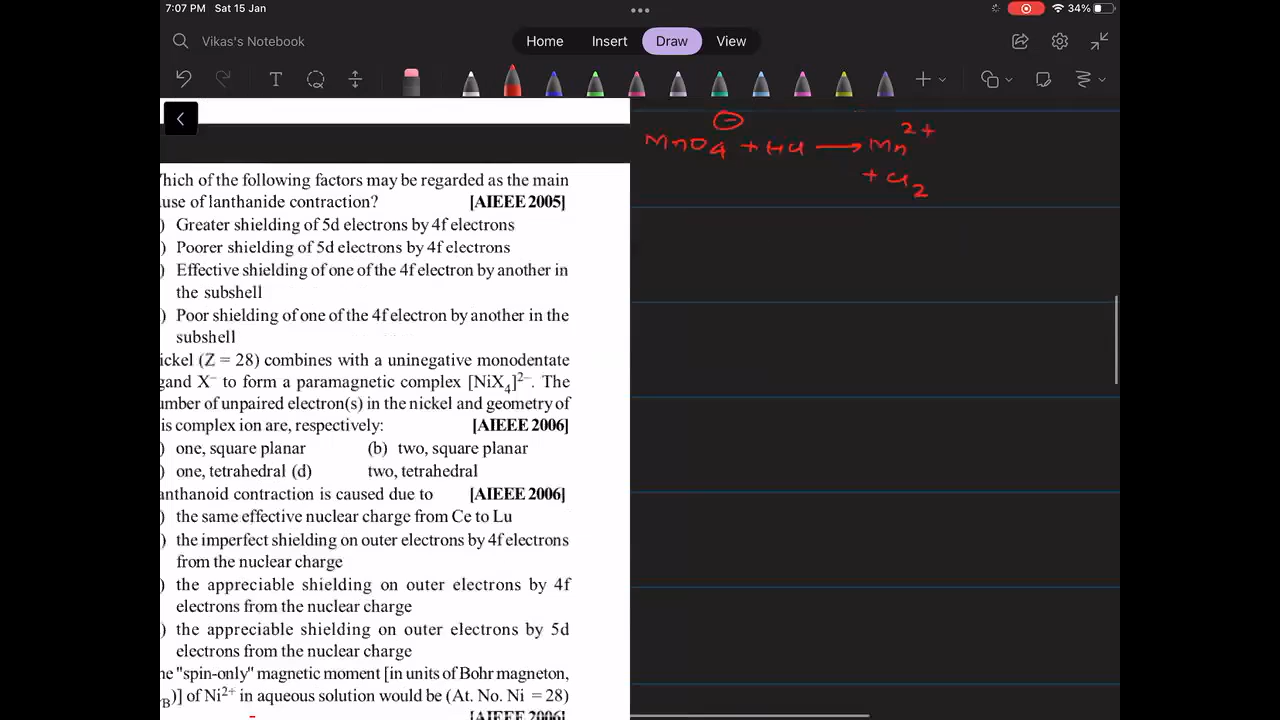 7:07 PM Sat 15 Jan
34%
Vikas's Notebook
Home Insert Draw View
MnO4⊖ + HCl → Mn2+
+ Cl2
Which of the following factors may be regarded as the main
use of lanthanide contraction? [AIEEE 2005]
) Greater shielding of 5d electrons by 4f electrons
) Poorer shielding of 5d electrons by 4f electrons
) Effective shielding of one of the 4f electron by another in
the subshell
) Poor shielding of one of the 4f electron by another in the
subshell
ickel (Z = 28) combines with a uninegative monodentate
gand X⁻ to form a paramagnetic complex [NiX₄]²⁻. The
umber of unpaired electron(s) in the nickel and geometry of
is complex ion are, respectively: [AIEEE 2006]
) one, square planar (b) two, square planar
) one, tetrahedral (d) two, tetrahedral
anthanoid contraction is caused due to [AIEEE 2006]
) the same effective nuclear charge from Ce to Lu
) the imperfect shielding on outer electrons by 4f electrons
from the nuclear charge
) the appreciable shielding on outer electrons by 4f
electrons from the nuclear charge
) the appreciable shielding on outer electrons by 5d
electrons from the nuclear charge
he "spin-only" magnetic moment [in units of Bohr magneton,
B)] of Ni²⁺ in aqueous solution would be (At. No. Ni = 28)
[AIEEE 2006]